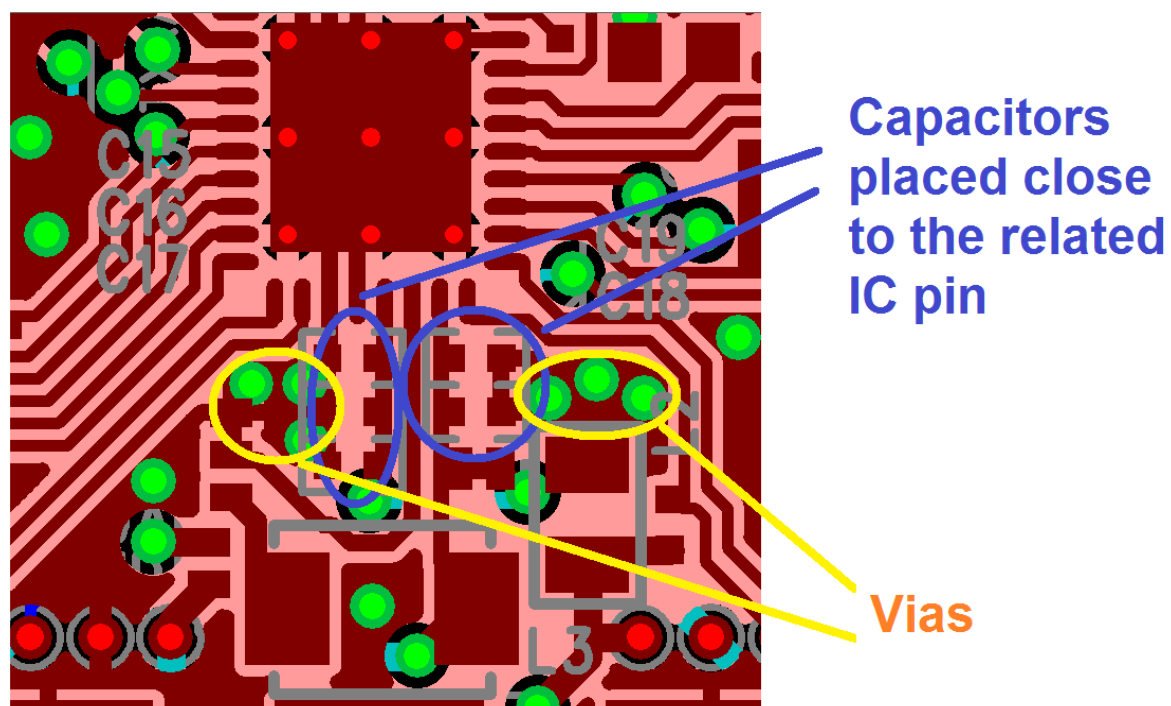 C15
C16
C17
C19
C18
Capacitors
placed close
to the related
IC pin
L3
Vias